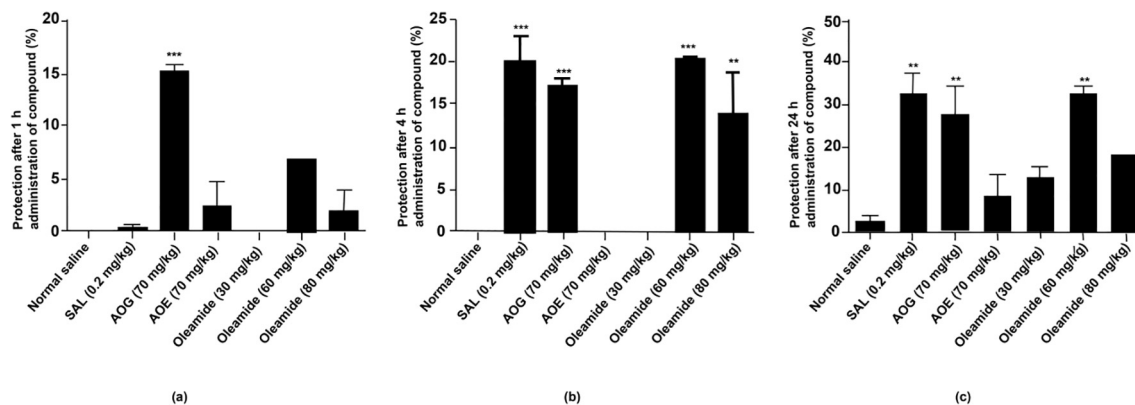 Protection after 1 h
administration of compound (%)
20
15
10
5
0
***
Normal saline
SAL (0.2 mg/kg)
AOG (70 mg/kg)
AOE (70 mg/kg)
Oleamide (30 mg/kg)
Oleamide (60 mg/kg)
Oleamide (80 mg/kg)
(a)
Protection after 4 h
administration of compound (%)
25
20
15
10
5
0
***
***
***
**
Normal saline
SAL (0.2 mg/kg)
AOG (70 mg/kg)
AOE (70 mg/kg)
Oleamide (30 mg/kg)
Oleamide (60 mg/kg)
Oleamide (80 mg/kg)
(b)
Protection after 24 h
administration of compound (%)
50
40
30
20
10
0
**
**
**
Normal saline
SAL (0.2 mg/kg)
AOG (70 mg/kg)
AOE (70 mg/kg)
Oleamide (30 mg/kg)
Oleamide (60 mg/kg)
Oleamide (80 mg/kg)
(c)